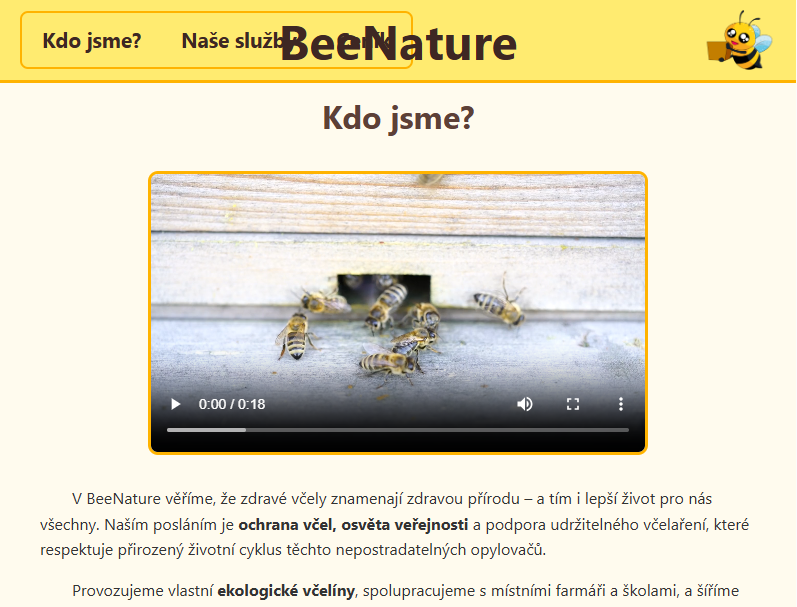 Kdo jsme?
Naše služby
BeeNature
Kdo jsme?
0:00 / 0:18
V BeeNature věříme, že zdravé včely znamenají zdravou přírodu – a tím i lepší život pro nás
všechny. Naším posláním je ochrana včel, osvěta veřejnosti a podpora udržitelného včelaření, které
respektuje přirozený životní cyklus těchto nepostradatelných opylovačů.
Provozujeme vlastní ekologické včelíny, spolupracujeme s místními farmáři a školami, a šíříme